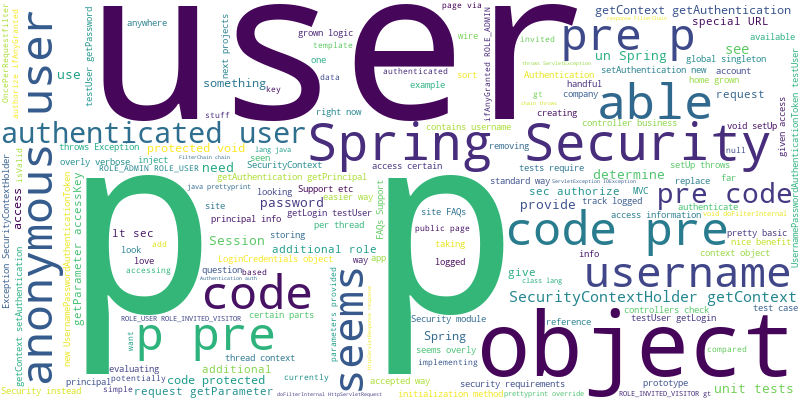 user
pre p
able
Spring Security
authenticated user
anonymous user
p p
code pre
pre code
username
object
code
p pre
seems
SecurityContextHolder getContext
getContext getAuthentication
special URL
un Spring
see
available
global singleton
setAuthentication new
account
home grown
request
handful
company
creating
controller business
void setUp
null
contains username
removing
tests require
setUp throws
standard way
determine
sec authorize
MVC
replace
far
provide
track logged
authenticate
access information
void doFilterInternal
pretty basic
nice benefit
context object
info
give
class lang
controllers check
test case
testUser getLogin
reference
compared
Spring
seems overly
implementing
security requirements
prototype
unit tests
accepted way
initialization method
prettyprint override
ROLE_INVITED_VISITOR gt
Security module
logged
taking
public page
site FAQs
app
way
FAQs Support
parameters provided
per thread
storing
additional role
getLogin testUser
principal info
easier way
Support etc
password
looking
java prettyprint
getAuthentication getPrincipal
SecurityContext
need
seen
inject
overly verbose
ROLE_ADMIN ROLE_USER
FilterChain chain
throws Exception
protected void
use
something
anywhere
testUser getPassword
next projects
grown logic
template
one
data
key
stuff
right now
page via
wire
invited
authenticated
example
sort
Authentication
gt
ifAnyGranted ROLE_ADMIN
throws ServletException
chain throws
response FilterChain
authorize ifAnyGranted
OncePerRequestfilter
isvalid
access
Exception SecurityContextHolder
getContext setAuthentication
Security instead
lt sec
look
love
add
accessing
getParameter accesskey
new UsernamePasswordAuthenticationToken
Session
site
question
based
LoginCredentials object
Authentication auth
certain parts
ROLE_USER ROLE_INVITED_VISITOR
want
thread context
evaluating
potentially
additional
currently
principal
simple
code protected
request getParameter
doFilterInternal HttpServletRequest
access certain
ServletException IOException
given access
UsernamePasswordAuthenticationToken testUser